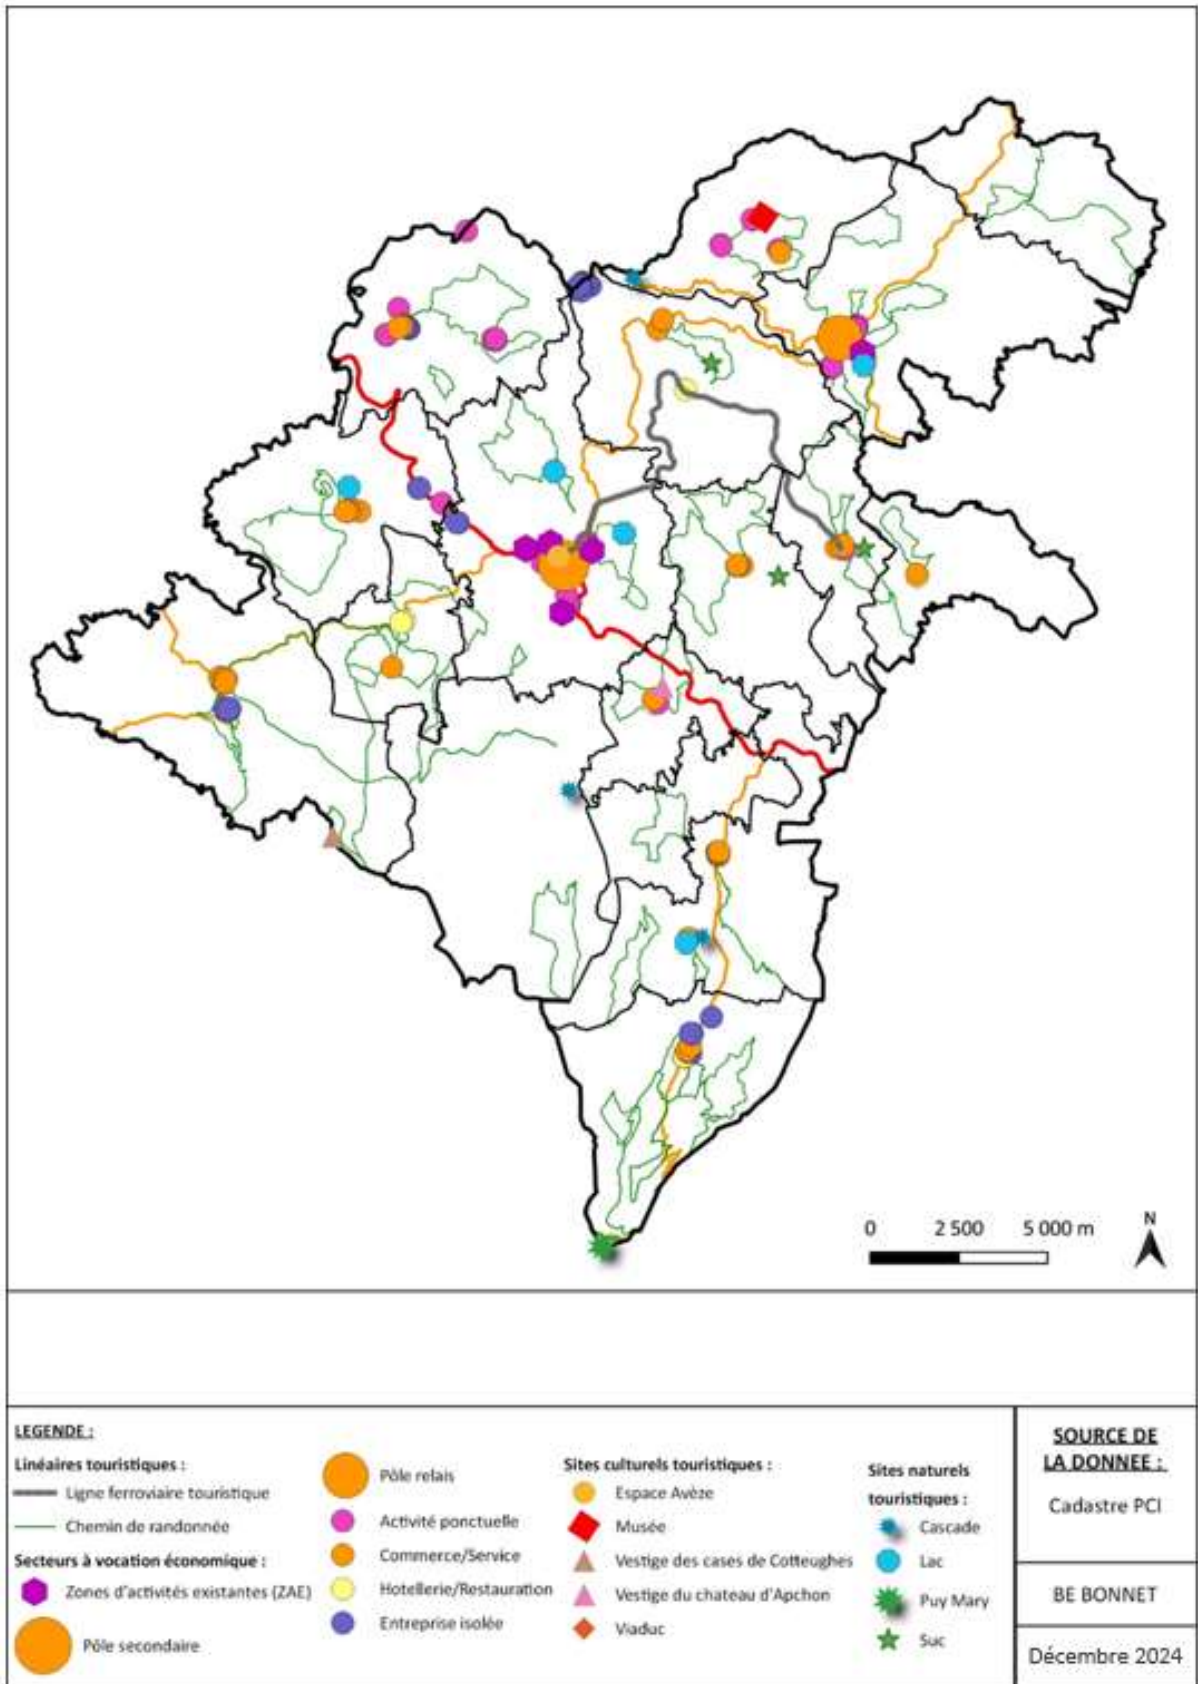 0 2 500 5 000 m
N
LEGENDE :
Linéaires touristiques :
Ligne ferroviaire touristique
Chemin de randonnée
Secteurs à vocation économique :
Zones d'activités existantes (ZAE)
Pôle secondaire
Pôle relais
Activité ponctuelle
Commerce/Service
Hotellerie/Restauration
Entreprise isolée
Sites culturels touristiques :
Espace Avèze
Musée
Vestige des cases de Cotteughes
Vestige du chateau d'Apchon
Viaduc
Sites naturels
touristiques :
Cascade
Lac
Puy Mary
Suc
SOURCE DE
LA DONNEE :
Cadastre PCI
BE BONNET
Décembre 2024